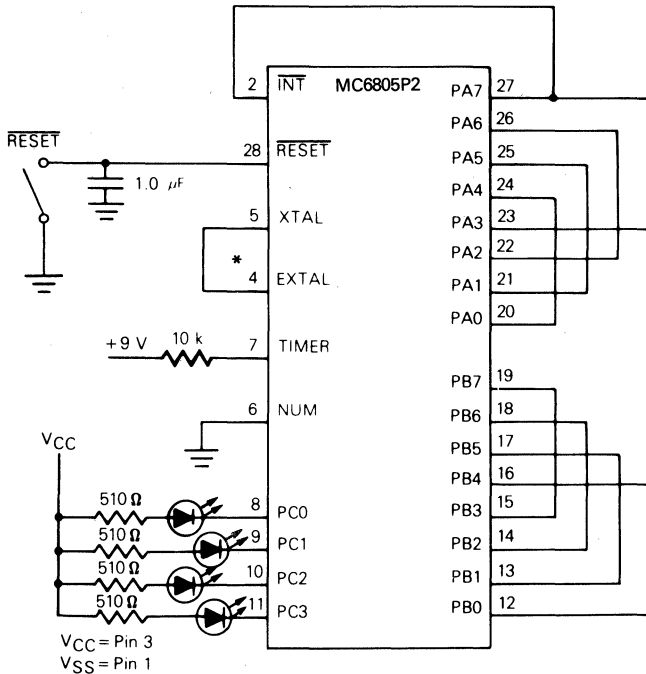 MC6805P2
2 INT PA7 27
PA6 26
RESET
28 RESET PA5 25
1.0 μF
PA4 24
5 XTAL PA3 23
*
PA2 22
4 EXTAL PA1 21
PA0 20
+9 V 10 k 7 TIMER
PB7 19
6 NUM PB6 18
VCC
PB5 17
PB4 16
510 Ω 8 PC0 PB3 15
510 Ω 9 PC1 PB2 14
510 Ω 10 PC2 PB1 13
510 Ω 11 PC3 PB0 12
VCC = Pin 3
VSS = Pin 1